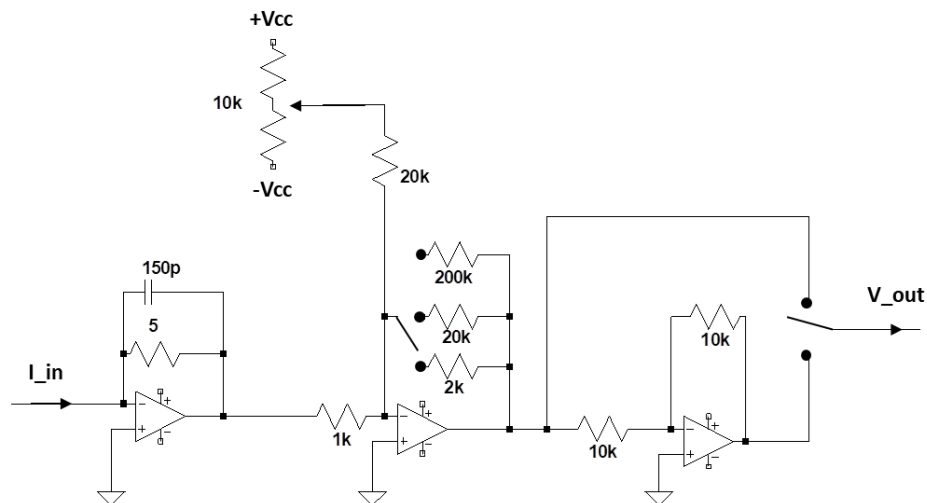 +Vcc
10k
-Vcc
20k
150p
5
I_in
1k
200k
20k
2k
10k
10k
V_out
− + + −
− + + −
− + + −